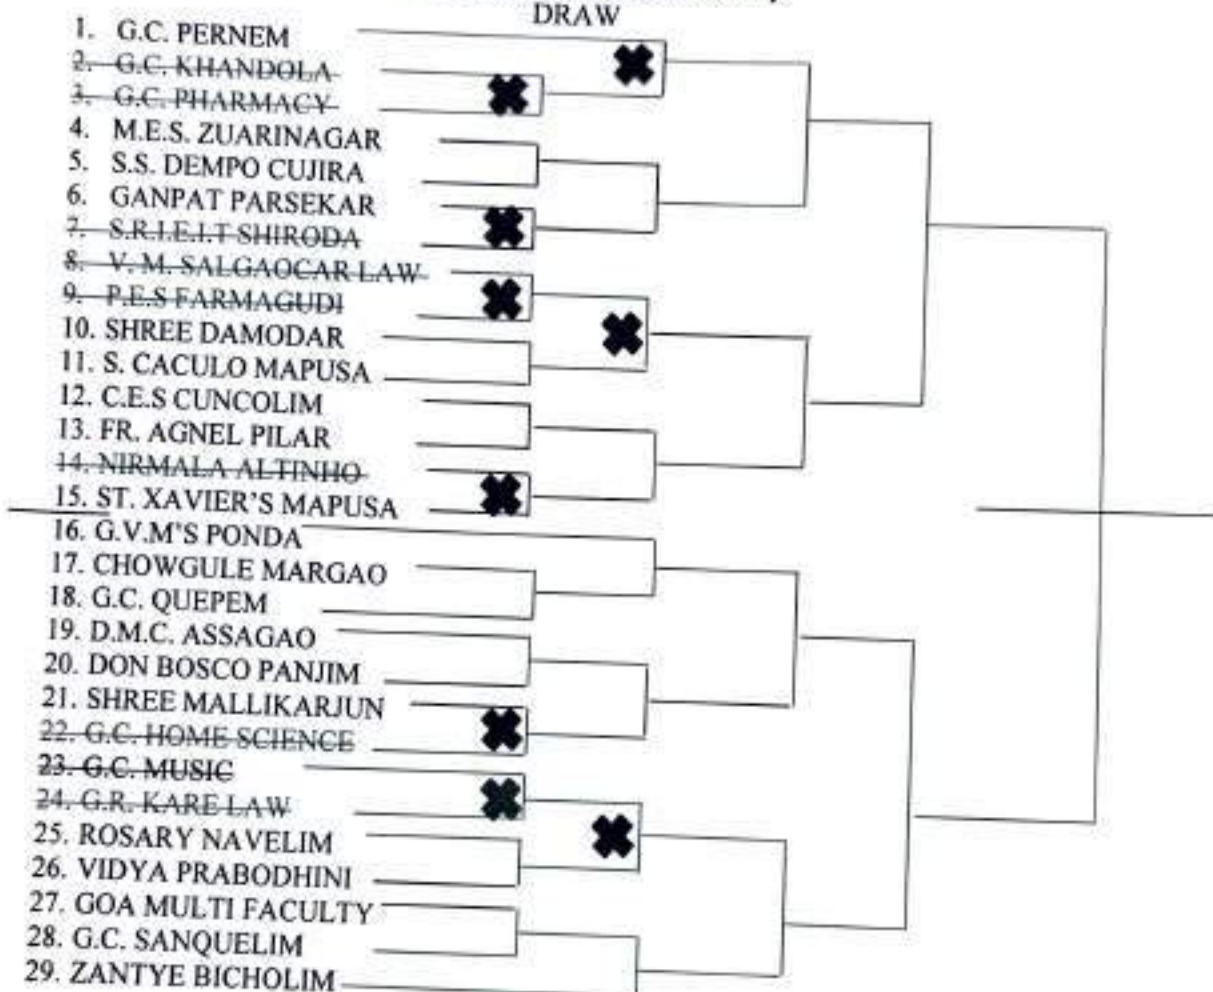 DRAW
1. G.C. PERNEM
2. G.C. KHANDOLA
3. G.C. PHARMACY
4. M.E.S. ZUARINAGAR
5. S.S. DEMPO CUJIRA
6. GANPAT PARSEKAR
7. S.R.I.E.I.T SHIRODA
8. V. M. SALGAOCAR LAW
9. P.E.S FARMAGUDI
10. SHREE DAMODAR
11. S. CACULO MAPUSA
12. C.E.S CUNCOLIM
13. FR. AGNEL PILAR
14. NIRMALA ALTINHO
15. ST. XAVIER'S MAPUSA
16. G.V.M'S PONDA
17. CHOWGULE MARGAO
18. G.C. QUEPEM
19. D.M.C. ASSAGAO
20. DON BOSCO PANJIM
21. SHREE MALLIKARJUN
22. G.C. HOME SCIENCE
23. G.C. MUSIC
24. G.R. KARE LAW
25. ROSARY NAVELIM
26. VIDYA PRABODHINI
27. GOA MULTI FACULTY
28. G.C. SANQUELIM
29. ZANTYE BICHOLIM